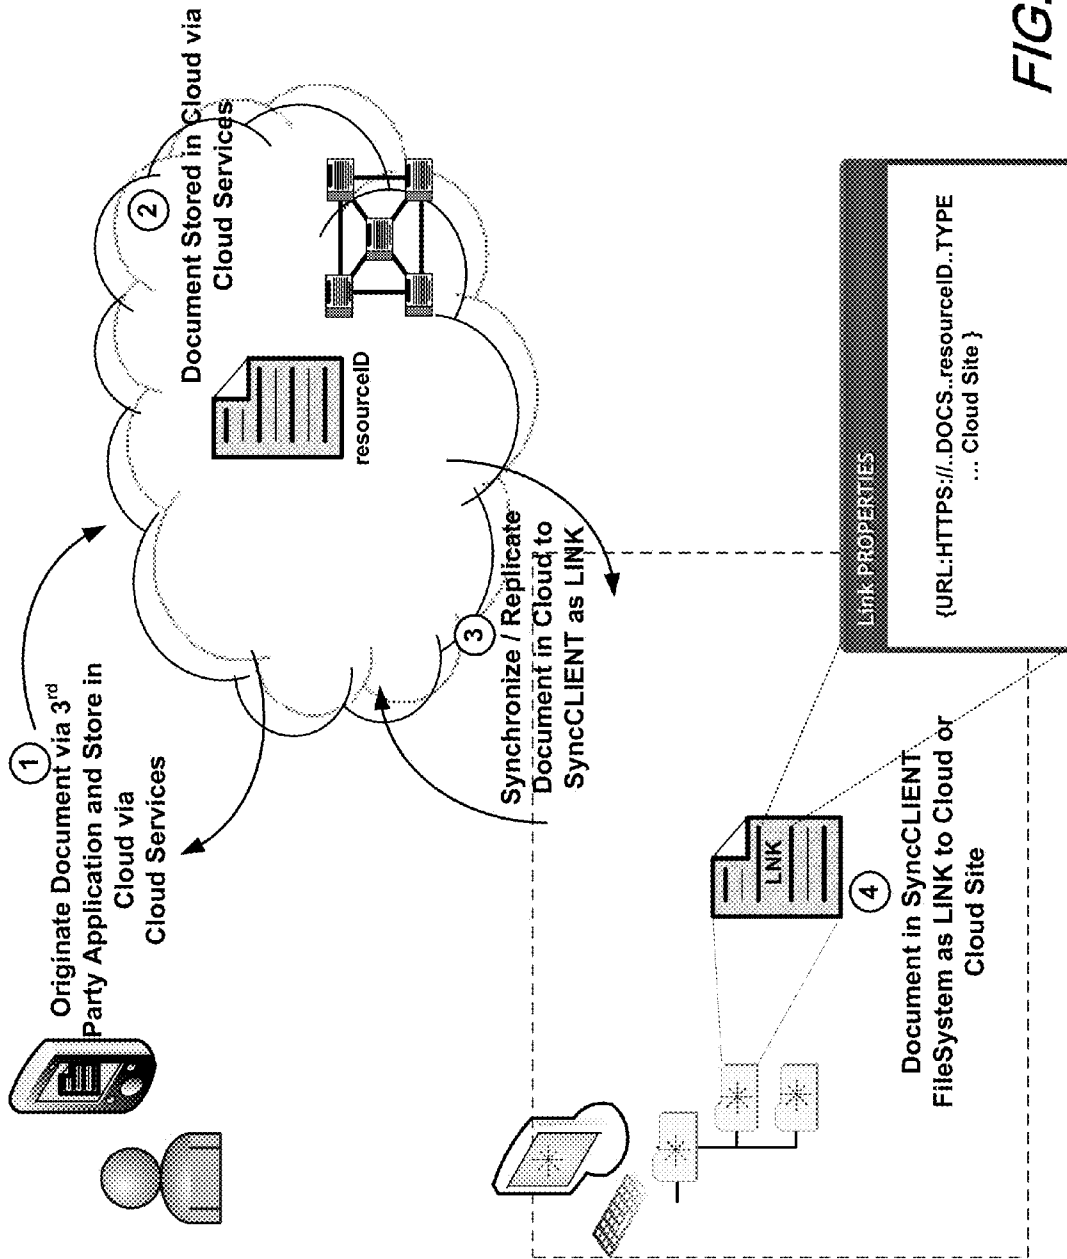 1
Originate Document via 3rd
Party Application and Store in
Cloud via
Cloud Services
2
Document Stored in Cloud via
Cloud Services
resourceID
3
Synchronize / Replicate
Document in Cloud to
SyncCLIENT as LINK
LNK
4
Document in SyncCLIENT
FileSystem as LINK to Cloud or
Cloud Site
Link PROPERTIES
{URL:HTTPS://..DOCS..resourceID..TYPE
... Cloud Site }
FIG.